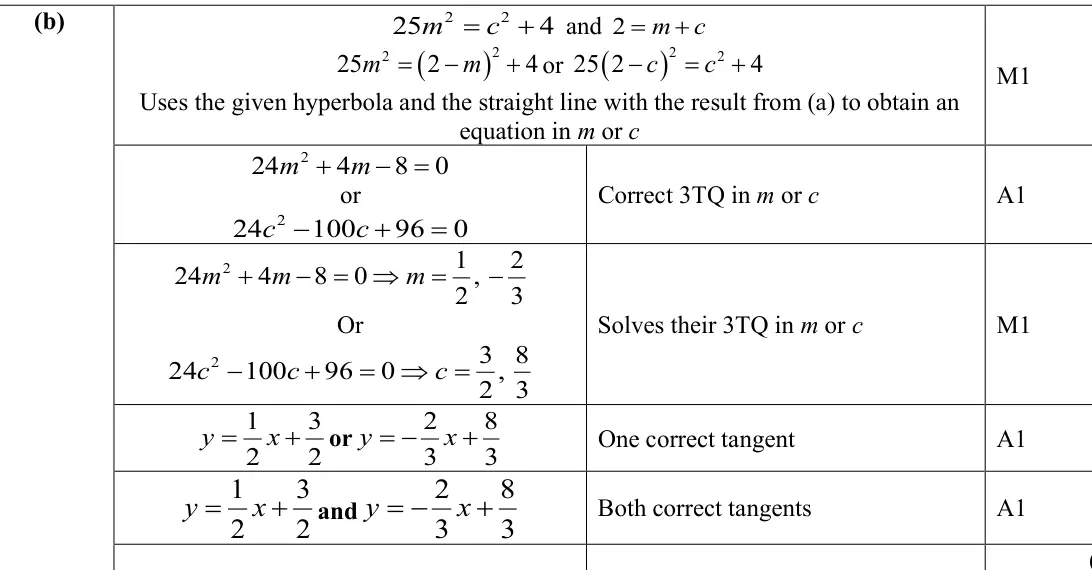 (b)
25m² = c² + 4 and 2 = m + c
25m² = (2 − m)² + 4 or 25(2 − c)² = c² + 4
Uses the given hyperbola and the straight line with the result from (a) to obtain an
equation in m or c
M1
24m² + 4m − 8 = 0
or
24c² − 100c + 96 = 0
Correct 3TQ in m or c
A1
24m² + 4m − 8 = 0 ⇒ m = 1/2, −2/3
Or
24c² − 100c + 96 = 0 ⇒ c = 3/2, 8/3
Solves their 3TQ in m or c
M1
y = 1/2 x + 3/2 or y = −2/3 x + 8/3
One correct tangent
A1
y = 1/2 x + 3/2 and y = −2/3 x + 8/3
Both correct tangents
A1